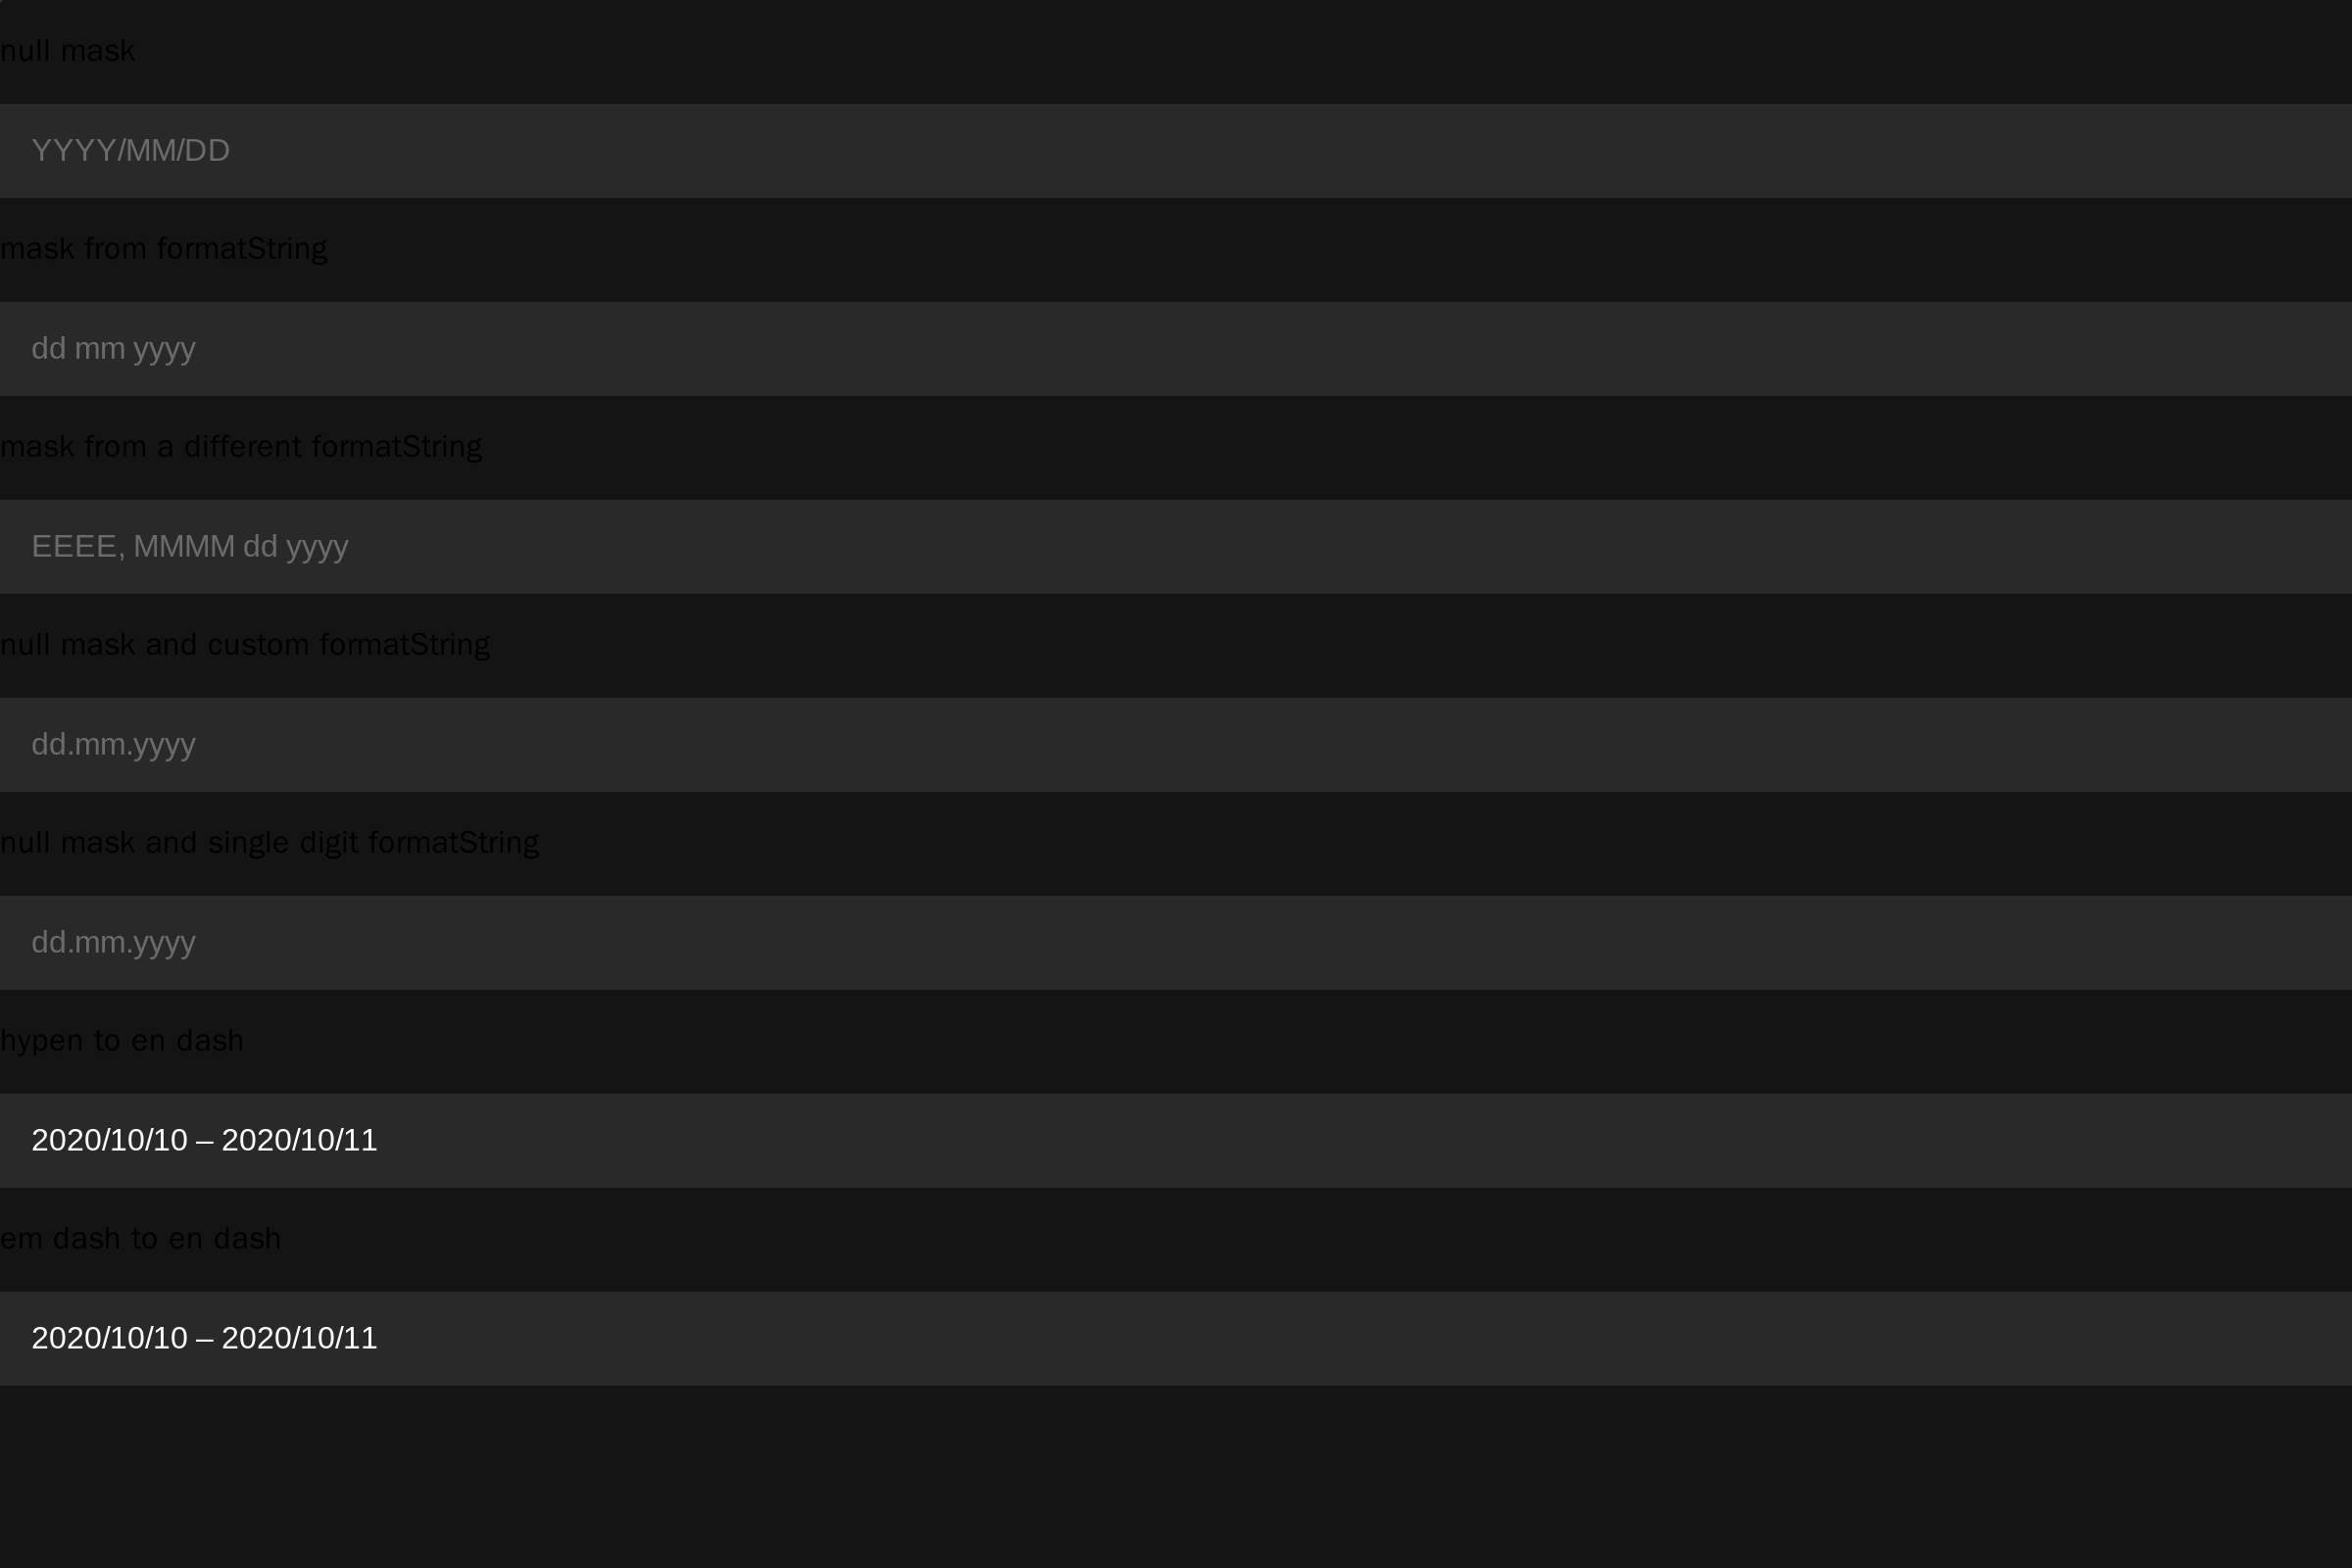 null mask
YYYY/MM/DD
mask from formatString
dd mm yyyy
mask from a different formatString
EEEE, MMMM dd yyyy
null mask and custom formatString
dd.mm.yyyy
null mask and single digit formatString
dd.mm.yyyy
hypen to en dash
2020/10/10 – 2020/10/11
em dash to en dash
2020/10/10 – 2020/10/11